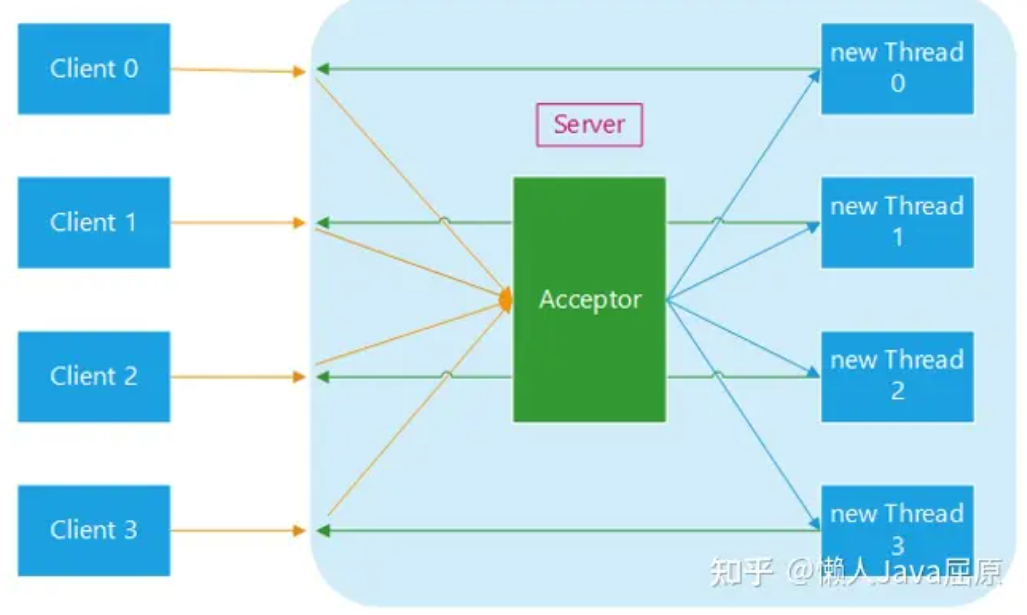 Client 0
new Thread
0
Server
Client 1
new Thread
1
Acceptor
Client 2
new Thread
2
Client 3
new Thread
3
知乎 @懒人Java屈原